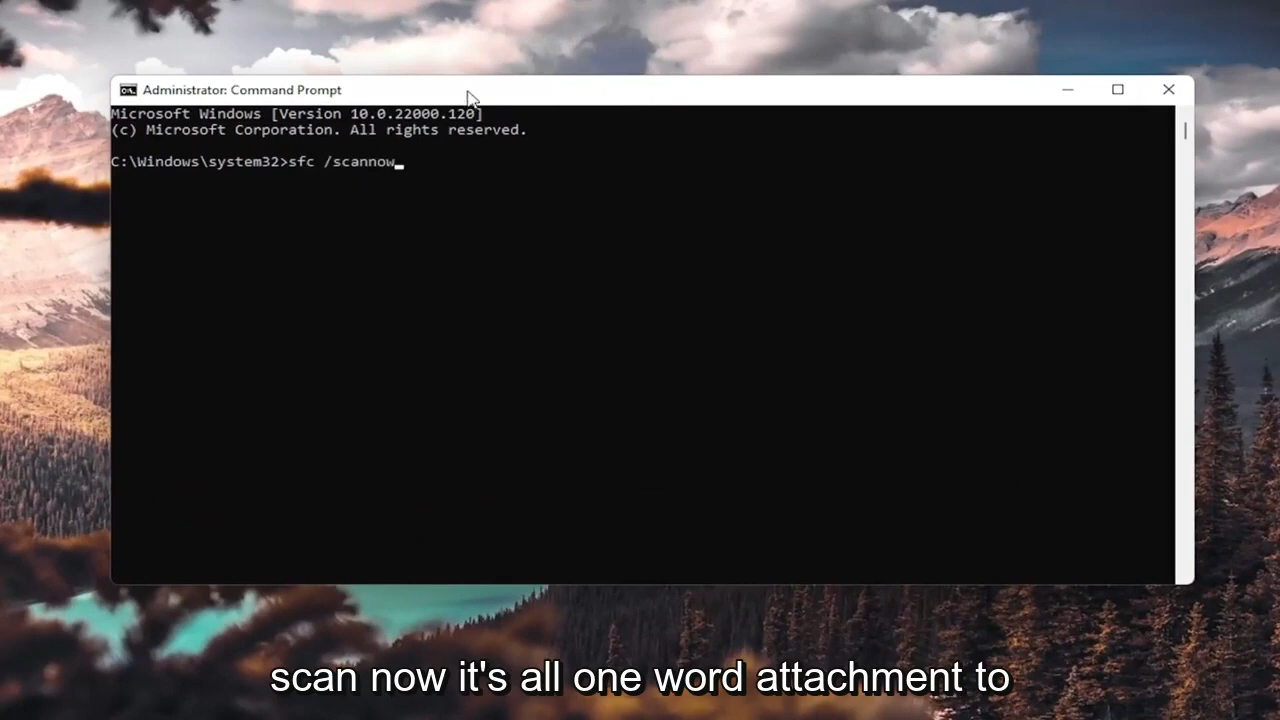 Administrator: Command Prompt
Microsoft Windows [Version 10.0.22000.120]
(c) Microsoft Corporation. All rights reserved.
C:\Windows\system32>sfc /scannow
scan now it's all one word attachment to